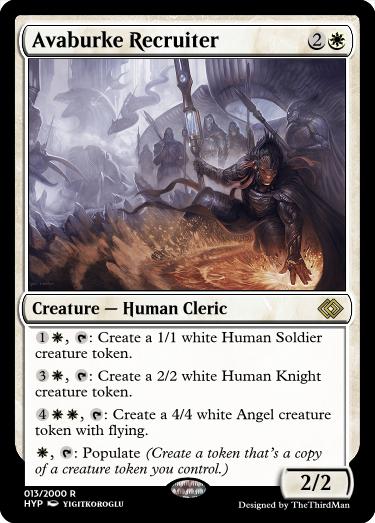 Avaburke Recruiter 2
Creature — Human Cleric
1, : Create a 1/1 white Human Soldier
creature token.
3, : Create a 2/2 white Human Knight
creature token.
4, : Create a 4/4 white Angel creature
token with flying.
, : Populate (Create a token that's a copy
of a creature token you control.)
2/2
013/2000 R
HYP YIGITKOROGLU
Designed by TheThirdMan